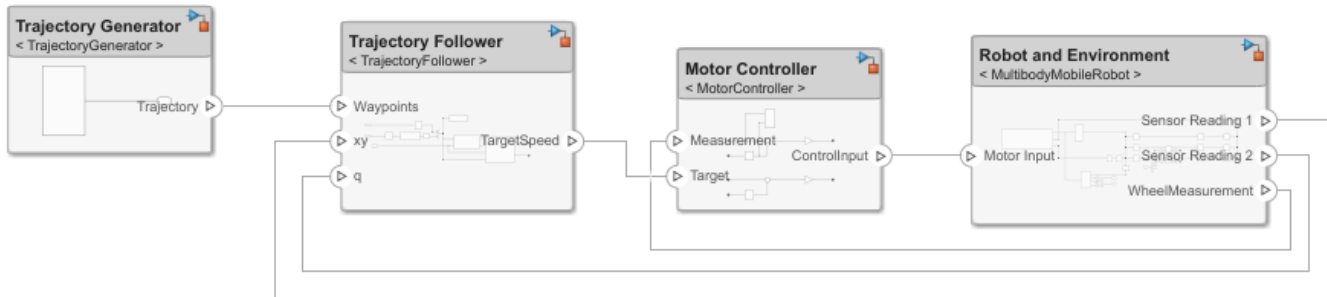 Trajectory Generator
< TrajectoryGenerator >
Trajectory
Trajectory Follower
< TrajectoryFollower >
Waypoints
xy
q
TargetSpeed
Motor Controller
< MotorController >
Measurement
Target
ControlInput
Robot and Environment
< MultibodyMobileRobot >
Motor Input
Sensor Reading 1
Sensor Reading 2
WheelMeasurement